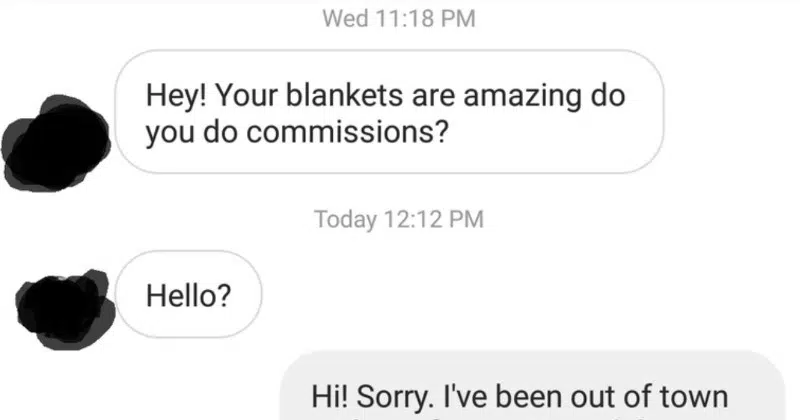 Wed 11:18 PM
Hey! Your blankets are amazing do
you do commissions?
Today 12:12 PM
Hello?
Hi! Sorry. I've been out of town